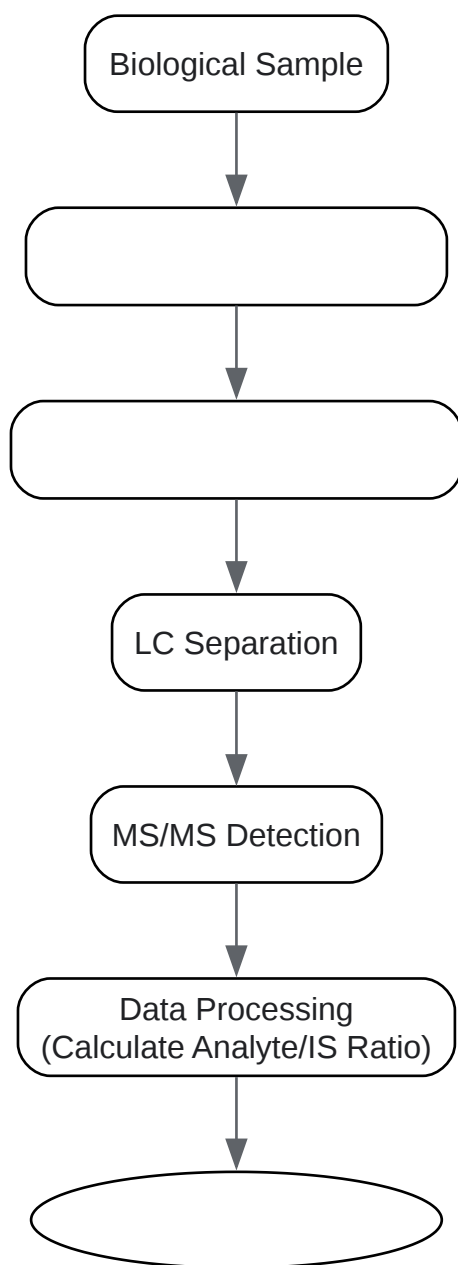 Biological Sample
LC Separation
MS/MS Detection
Data Processing
(Calculate Analyte/IS Ratio)